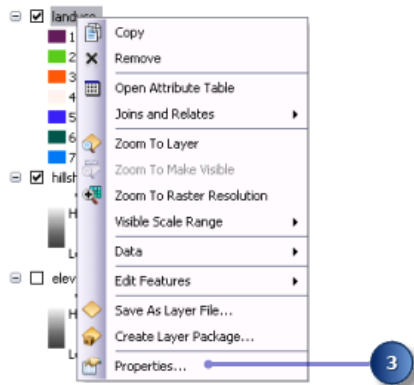 landuse
Copy
1
2
Remove
3
Open Attribute Table
4
Joins and Relates
5
6
Zoom To Layer
7
Zoom To Make Visible
hillsh
Zoom To Raster Resolution
H
Visible Scale Range
L
Data
elev
Edit Features
H
Save As Layer File...
Create Layer Package...
L
Properties...
3